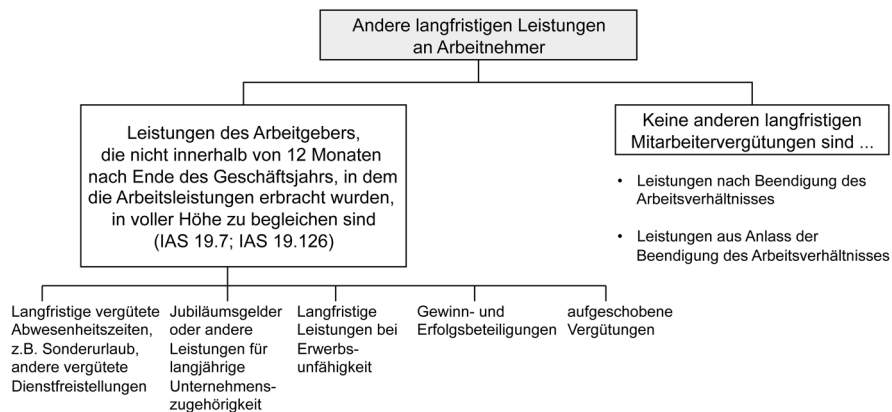 Andere langfristigen Leistungen
an Arbeitnehmer
Leistungen des Arbeitgebers,
die nicht innerhalb von 12 Monaten
nach Ende des Geschäftsjahrs, in dem
die Arbeitsleistungen erbracht wurden,
in voller Höhe zu begleichen sind
(IAS 19.7; IAS 19.126)
Keine anderen langfristigen
Mitarbeitervergütungen sind ...
• Leistungen nach Beendigung des
Arbeitsverhältnisses
• Leistungen aus Anlass der
Beendigung des Arbeitsverhältnisses
Langfristige vergütete
Abwesenheitszeiten,
z.B. Sonderurlaub,
andere vergütete
Dienstfreistellungen
Jubiläumsgelder
oder andere
Leistungen für
langjährige
Unternehmens-
zugehörigkeit
Langfristige
Leistungen bei
Erwerbs-
unfähigkeit
Gewinn- und
Erfolgsbeteiligungen
aufgeschobene
Vergütungen